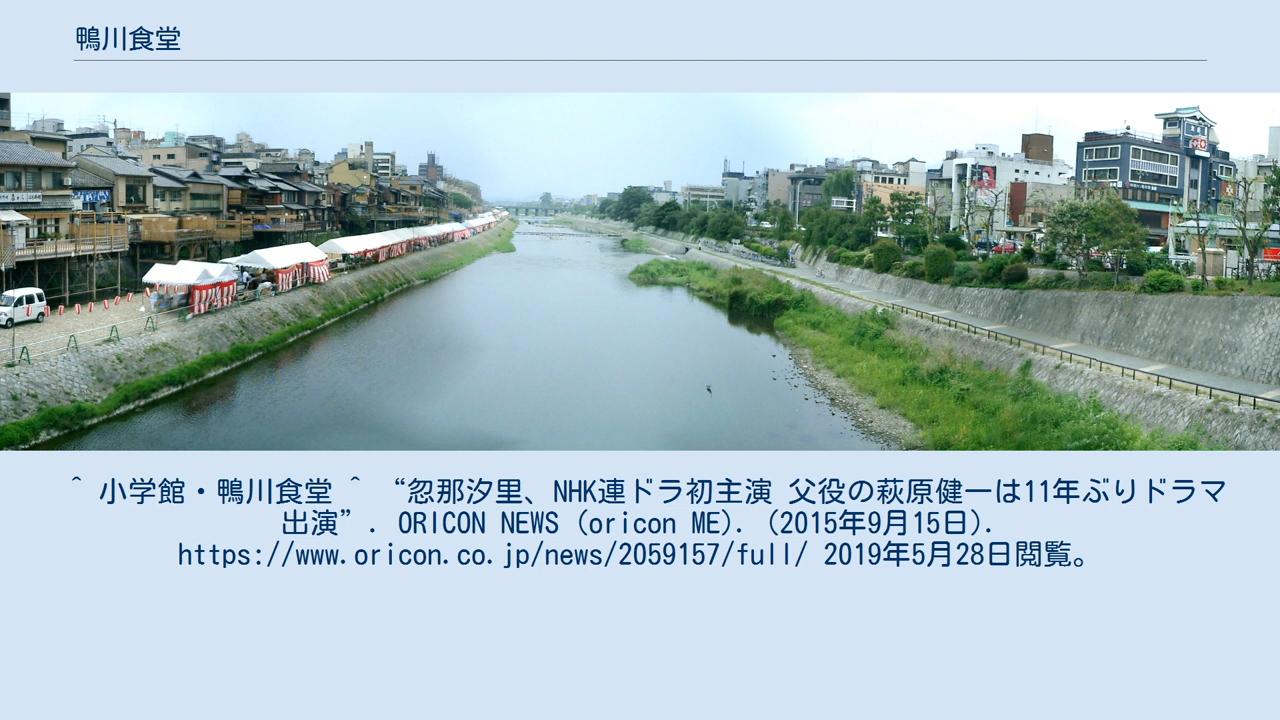 鴨川食堂
^ 小学館・鴨川食堂 ^ “忽那汐里、NHK連ドラ初主演 父役の萩原健一は11年ぶりドラマ
出演”. ORICON NEWS (oricon ME). (2015年9月15日).
https://www.oricon.co.jp/news/2059157/full/ 2019年5月28日閲覧。